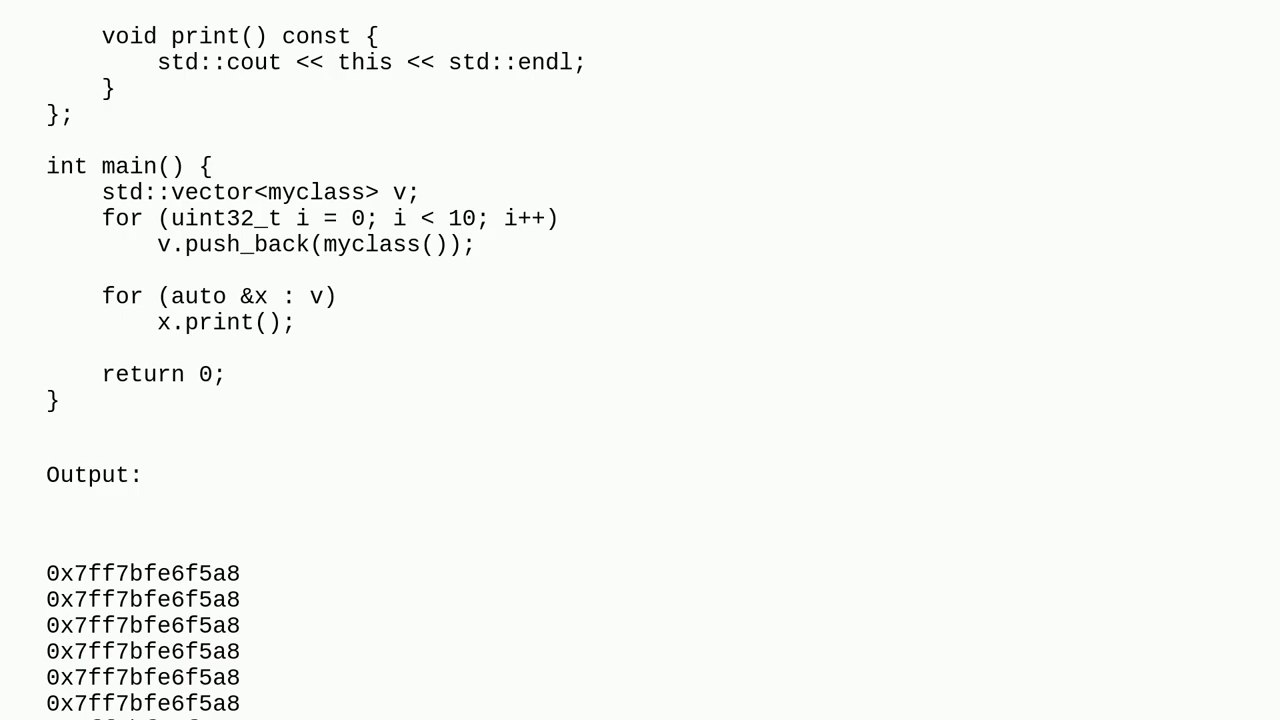 void print() const {
        std::cout << this << std::endl;
    }
};

int main() {
    std::vector<myclass> v;
    for (uint32_t i = 0; i < 10; i++)
        v.push_back(myclass());

    for (auto &x : v)
        x.print();

    return 0;
}

Output:

0x7ff7bfe6f5a8
0x7ff7bfe6f5a8
0x7ff7bfe6f5a8
0x7ff7bfe6f5a8
0x7ff7bfe6f5a8
0x7ff7bfe6f5a8